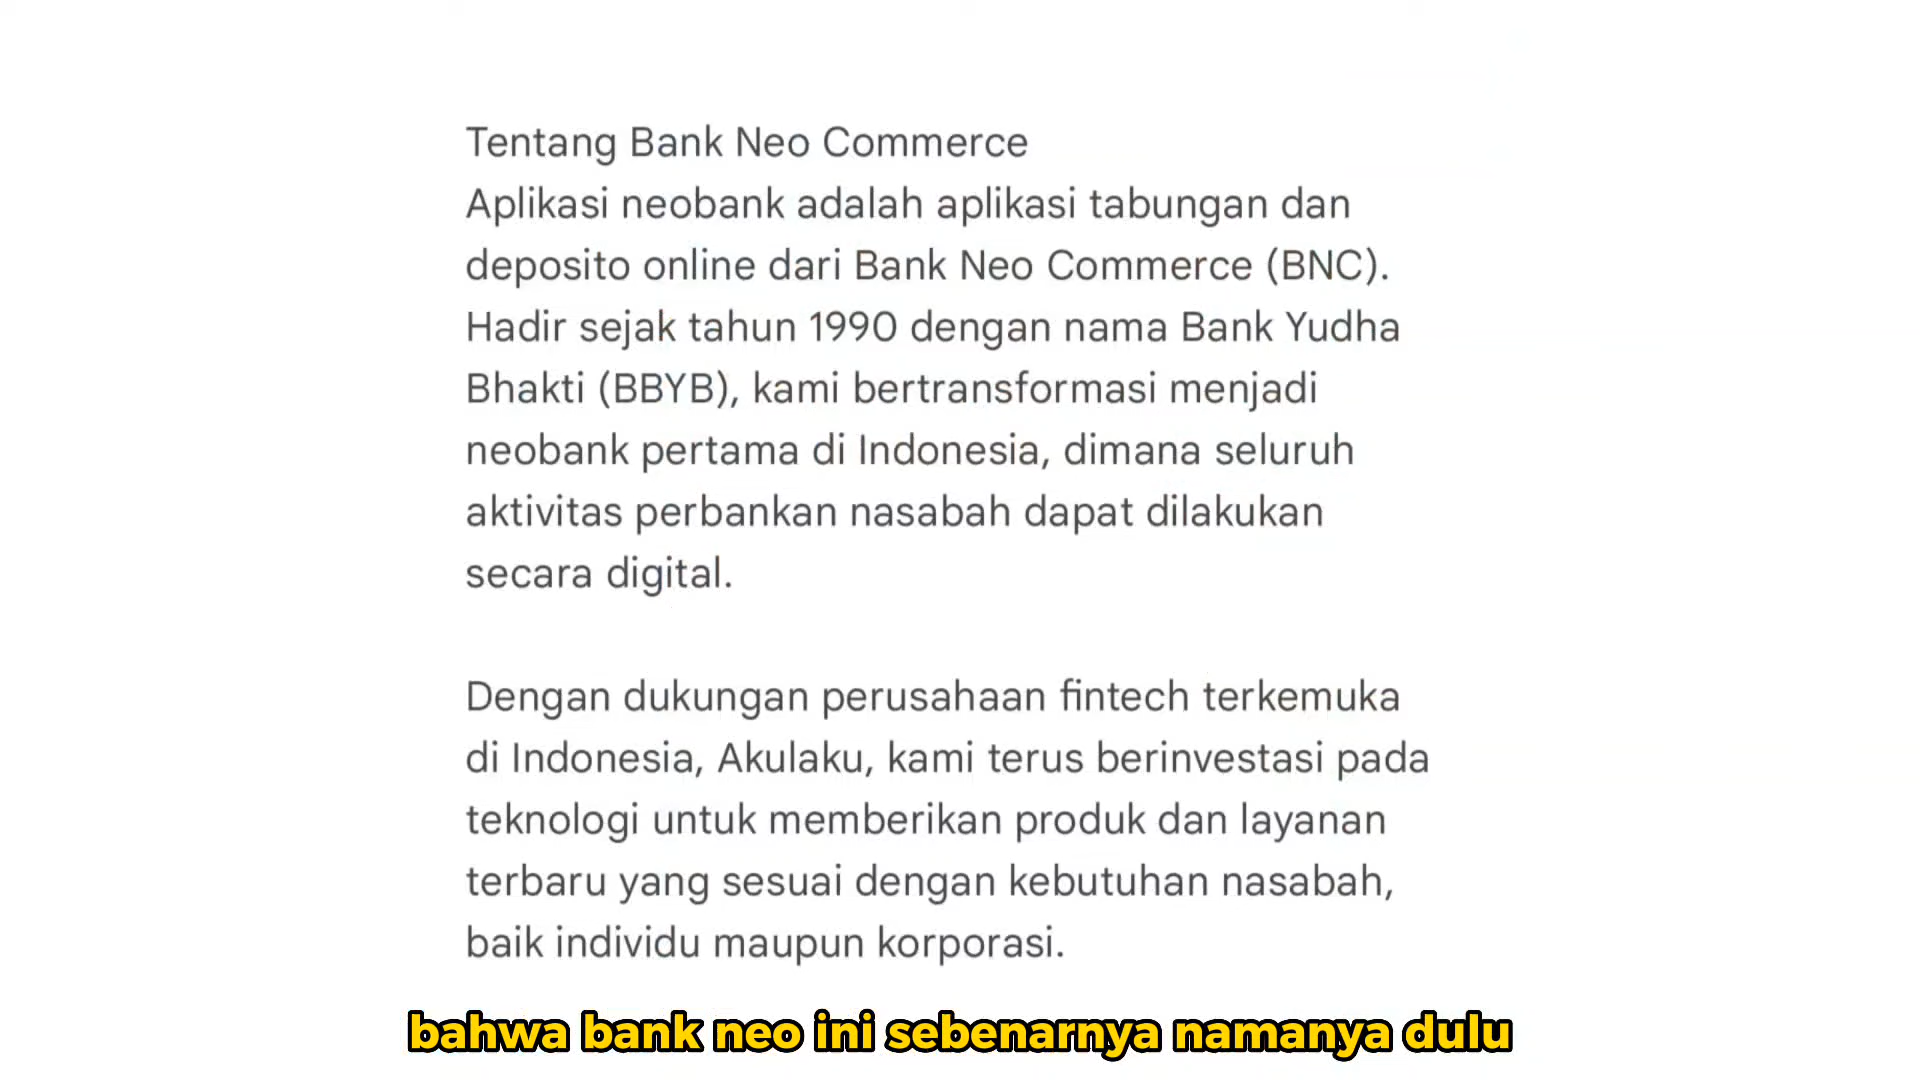 Tentang Bank Neo Commerce
Aplikasi neobank adalah aplikasi tabungan dan
deposito online dari Bank Neo Commerce (BNC).
Hadir sejak tahun 1990 dengan nama Bank Yudha
Bhakti (BBYB), kami bertransformasi menjadi
neobank pertama di Indonesia, dimana seluruh
aktivitas perbankan nasabah dapat dilakukan
secara digital.
Dengan dukungan perusahaan fintech terkemuka
di Indonesia, Akulaku, kami terus berinvestasi pada
teknologi untuk memberikan produk dan layanan
terbaru yang sesuai dengan kebutuhan nasabah,
baik individu maupun korporasi.
bahwa bank neo ini sebenarnya namanya dulu